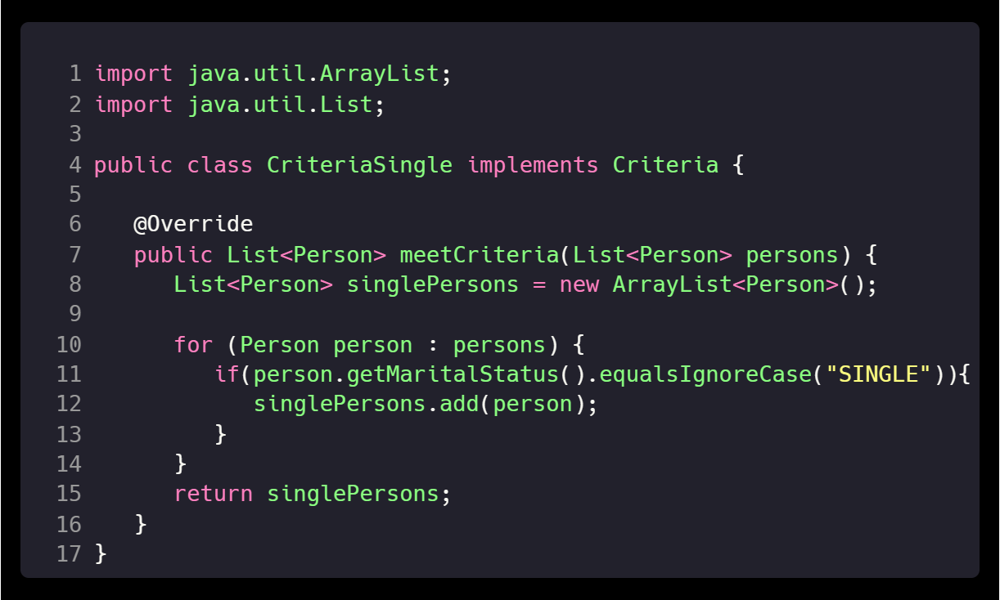 1 import java.util.ArrayList;
2 import java.util.List;
3
4 public class CriteriaSingle implements Criteria {
5
6    @Override
7    public List<Person> meetCriteria(List<Person> persons) {
8       List<Person> singlePersons = new ArrayList<Person>();
9
10       for (Person person : persons) {
11          if(person.getMaritalStatus().equalsIgnoreCase("SINGLE")){
12             singlePersons.add(person);
13          }
14       }
15       return singlePersons;
16    }
17 }